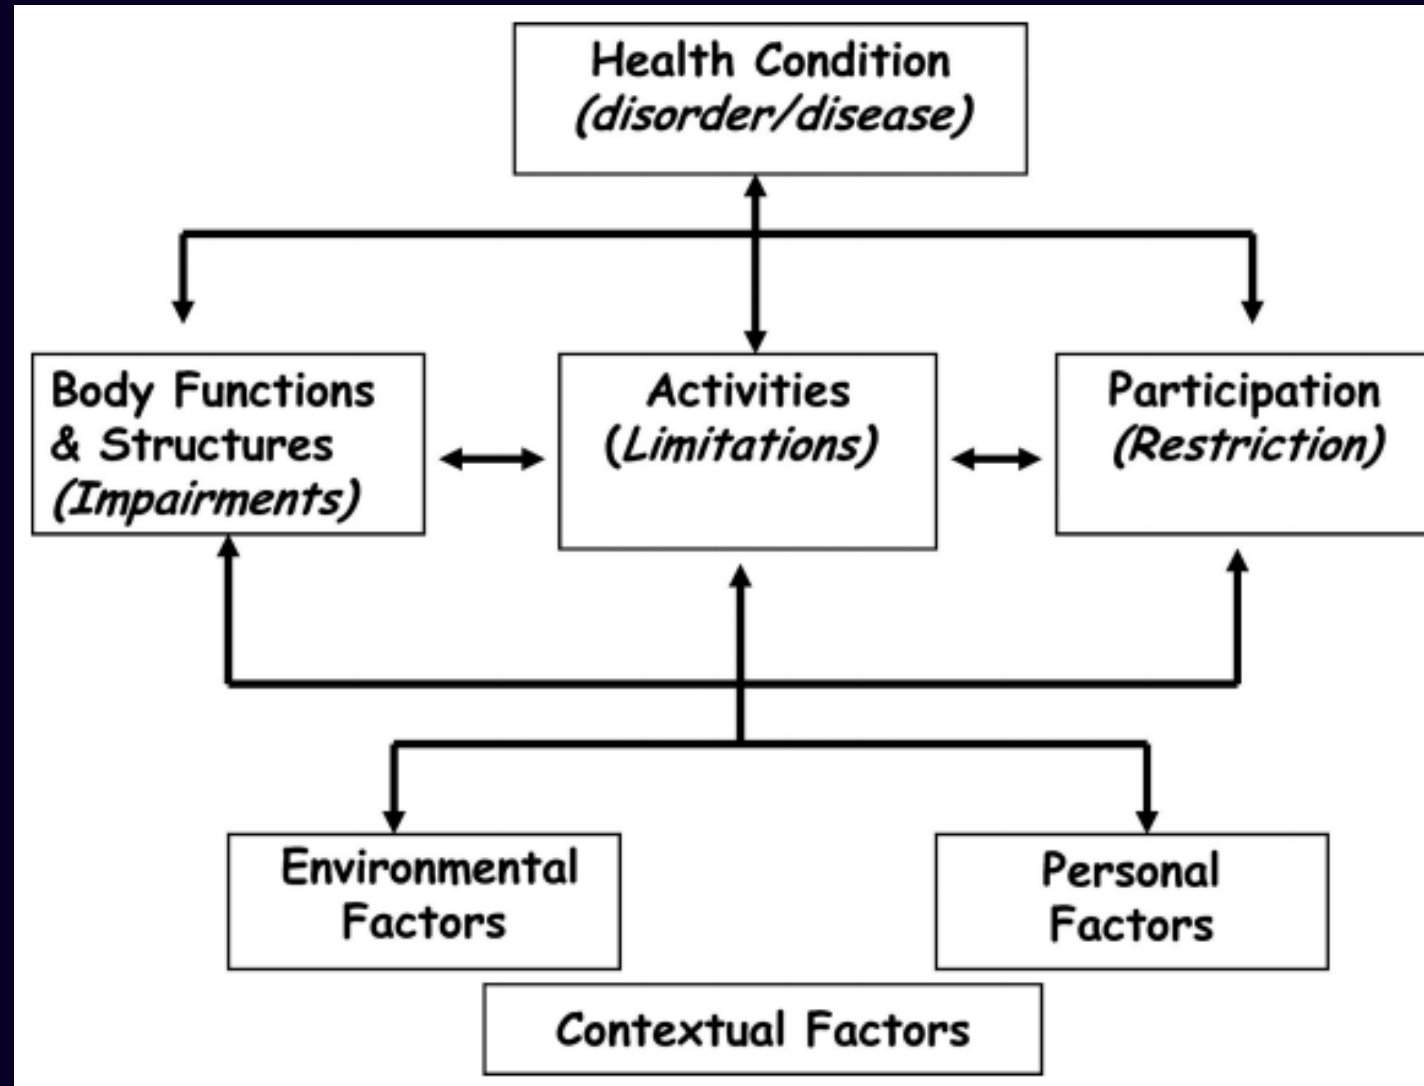 Health Condition
(disorder/disease)
Body Functions
& Structures
(Impairments)
Activities
(Limitations)
Participation
(Restriction)
Environmental
Factors
Personal
Factors
Contextual Factors